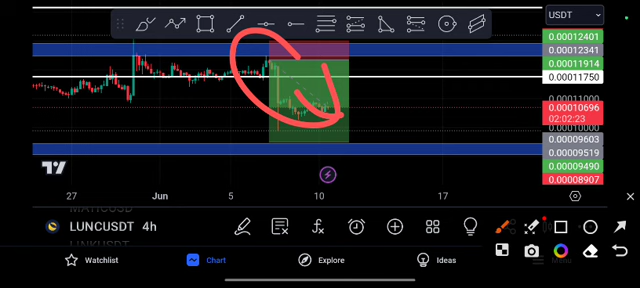 USDT
0.00012401
0.00012341
0.00011914
0.00011750
0.00011000
0.00010696
02:02:23
0.00010000
0.00009603
0.00009519
0.00009490
0.00008907
27
Jun
5
10
17
LUNCUSDT 4h
Watchlist
Chart
Explore
Ideas